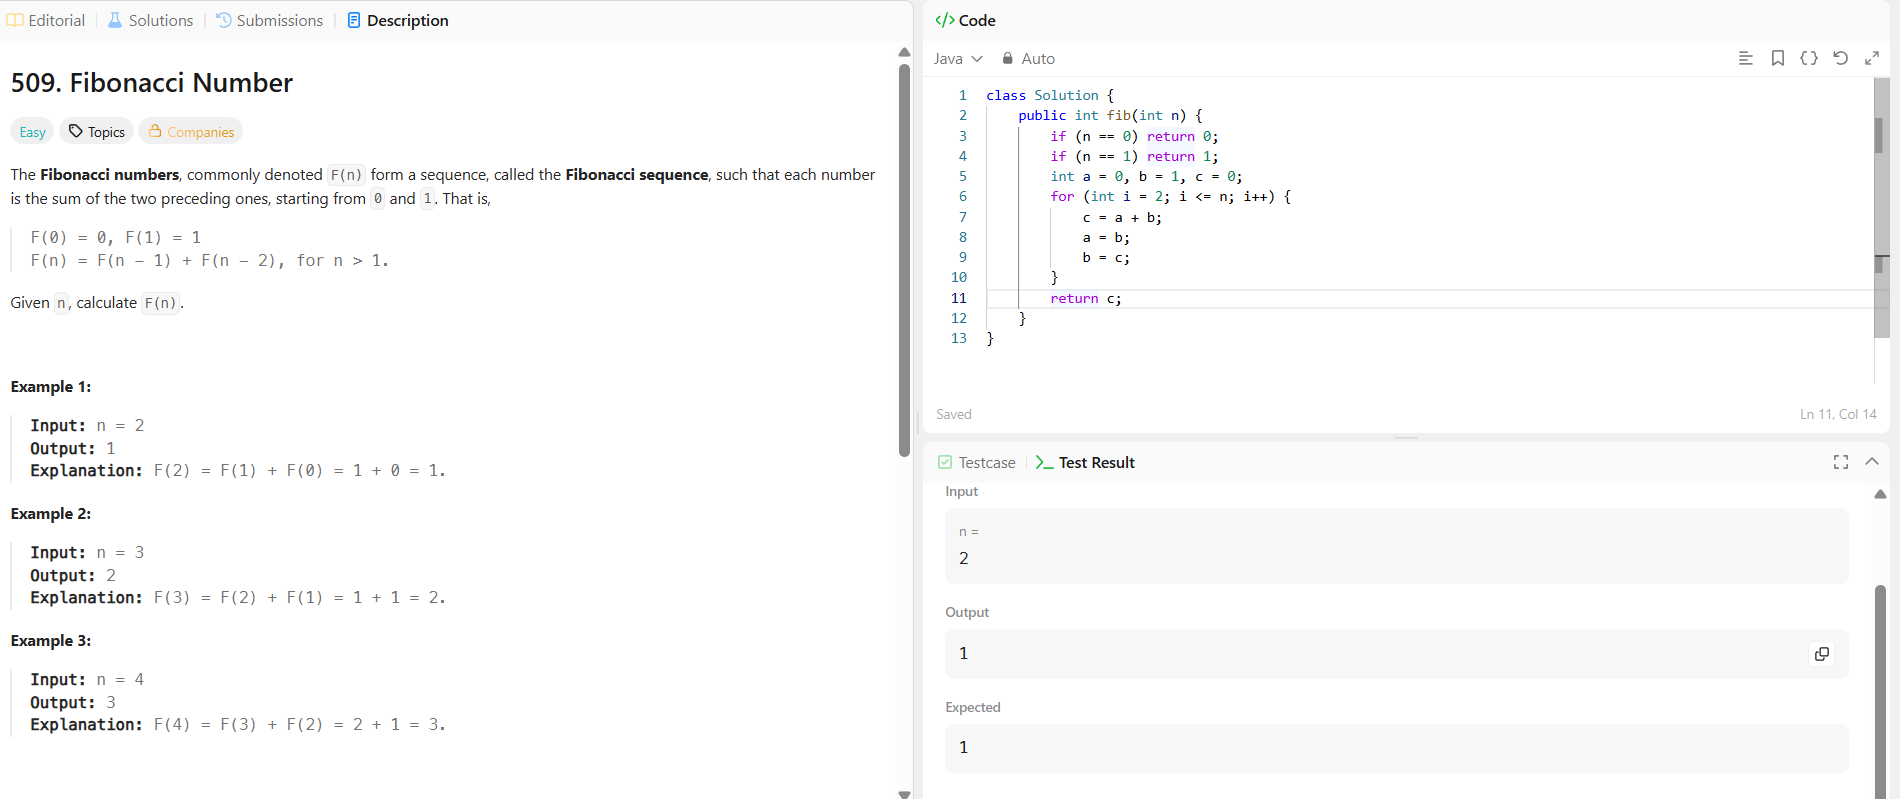 Editorial
Solutions
Submissions
Description
509. Fibonacci Number
Easy
Topics
Companies
The Fibonacci numbers, commonly denoted F(n) form a sequence, called the Fibonacci sequence, such that each number
is the sum of the two preceding ones, starting from 0 and 1. That is,
F(0) = 0, F(1) = 1
F(n) = F(n - 1) + F(n - 2), for n > 1.
Given n, calculate F(n).
Example 1:
Input: n = 2
Output: 1
Explanation: F(2) = F(1) + F(0) = 1 + 0 = 1.
Example 2:
Input: n = 3
Output: 2
Explanation: F(3) = F(2) + F(1) = 1 + 1 = 2.
Example 3:
Input: n = 4
Output: 3
Explanation: F(4) = F(3) + F(2) = 2 + 1 = 3.
</> Code
Java
Auto
1 class Solution {
2 public int fib(int n) {
3 if (n == 0) return 0;
4 if (n == 1) return 1;
5 int a = 0, b = 1, c = 0;
6 for (int i = 2; i <= n; i++) {
7 c = a + b;
8 a = b;
9 b = c;
10 }
11 return c;
12 }
13 }
Saved
Ln 11, Col 14
Testcase
Test Result
Input
n =
2
Output
1
Expected
1